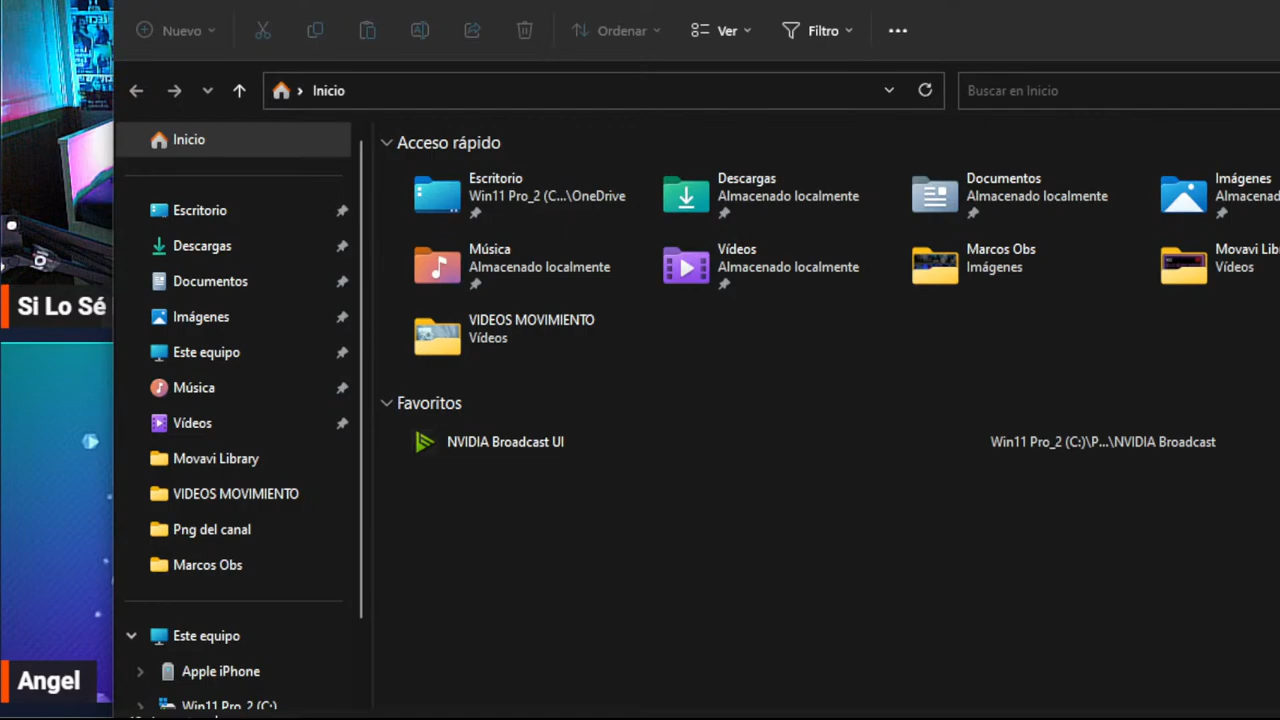 Nuevo
Ordenar
Ver
Filtro
Inicio
Buscar en Inicio
Inicio
Escritorio
Descargas
Documentos
Imágenes
Este equipo
Música
Vídeos
Movavi Library
VIDEOS MOVIMIENTO
Png del canal
Marcos Obs
Este equipo
Apple iPhone
Win11 Pro_2 (C:)
Acceso rápido
Escritorio
Win11 Pro_2 (C...\OneDrive
Descargas
Almacenado localmente
Documentos
Almacenado localmente
Imágenes
Almacenad
Música
Almacenado localmente
Vídeos
Almacenado localmente
Marcos Obs
Imágenes
Movavi Libr
Vídeos
VIDEOS MOVIMIENTO
Vídeos
Favoritos
NVIDIA Broadcast UI
Win11 Pro_2 (C:)\P...\NVIDIA Broadcast
Si Lo Sé
Angel